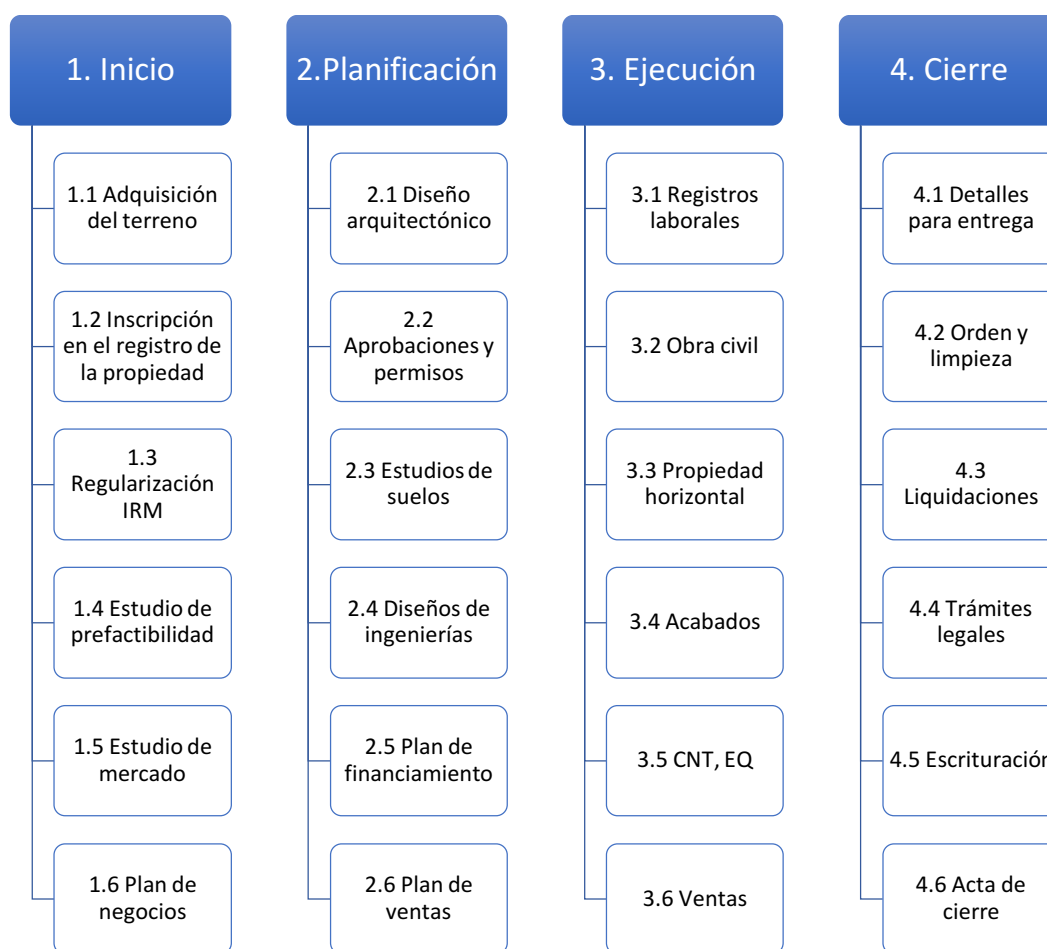 1. Inicio
1.1 Adquisición
del terreno
1.2 Inscripción
en el registro de
la propiedad
1.3
Regularización
IRM
1.4 Estudio de
prefactibilidad
1.5 Estudio de
mercado
1.6 Plan de
negocios
2.Planificación
2.1 Diseño
arquitectónico
2.2
Aprobaciones y
permisos
2.3 Estudios de
suelos
2.4 Diseños de
ingenierías
2.5 Plan de
financiamiento
2.6 Plan de
ventas
3. Ejecución
3.1 Registros
laborales
3.2 Obra civil
3.3 Propiedad
horizontal
3.4 Acabados
3.5 CNT, EQ
3.6 Ventas
4. Cierre
4.1 Detalles
para entrega
4.2 Orden y
limpieza
4.3
Liquidaciones
4.4 Trámites
legales
4.5 Escrituración
4.6 Acta de
cierre